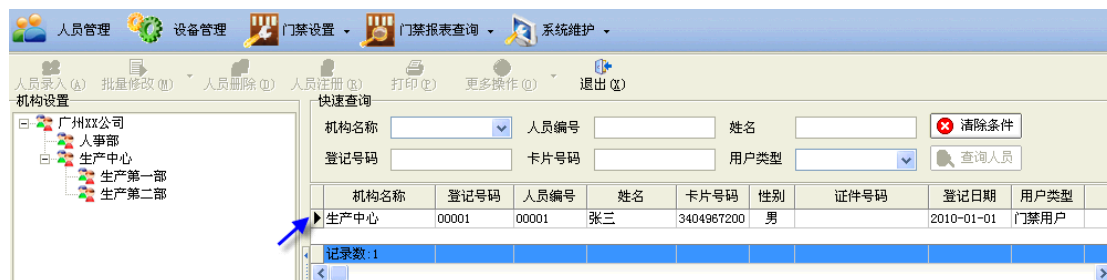 人员管理 设备管理 门禁设置 门禁报表查询 系统维护
人员录入(A) 批量修改(M) 人员删除(D) 人员注册(R) 打印(P) 更多操作(O) 退出(X)
机构设置
广州XX公司
人事部
生产中心
生产第一部
生产第二部
快速查询
机构名称 人员编号 姓名 清除条件
登记号码 卡片号码 用户类型 查询人员
机构名称 登记号码 人员编号 姓名 卡片号码 性别 证件号码 登记日期 用户类型
生产中心 00001 00001 张三 3404967200 男 2010-01-01 门禁用户
记录数:1